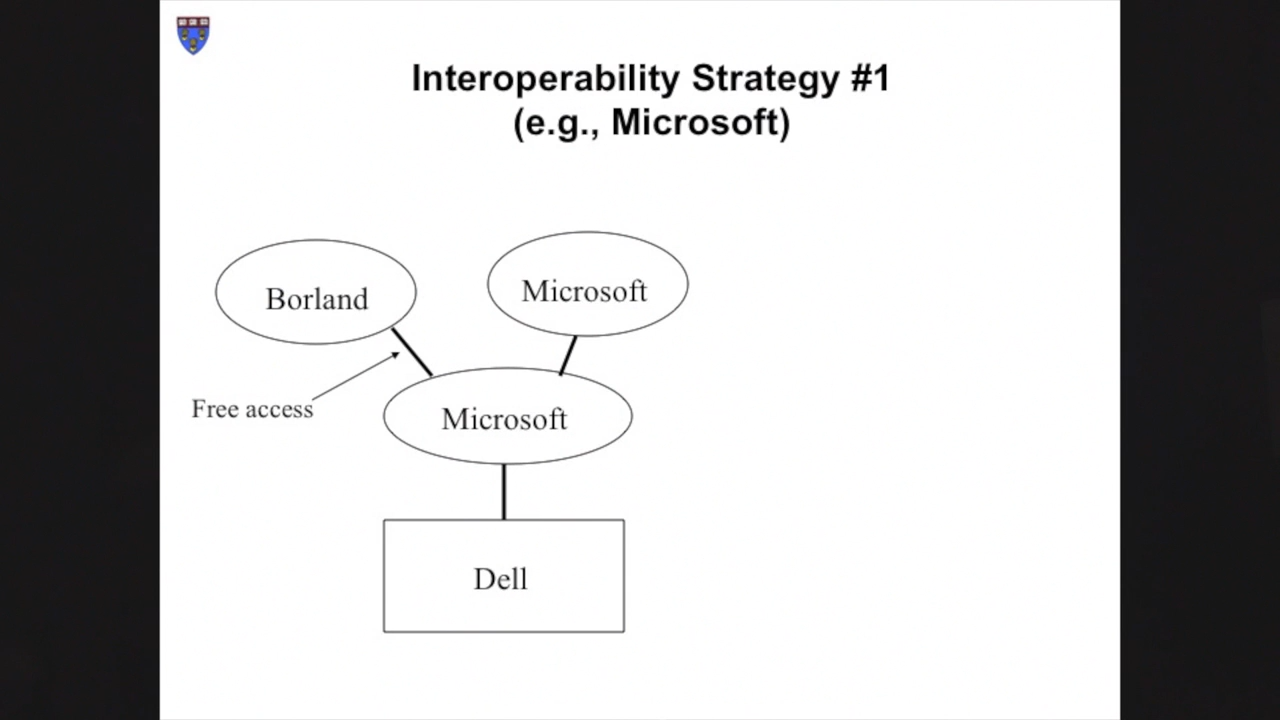 Interoperability Strategy #1
(e.g., Microsoft)
Borland
Microsoft
Free access
Microsoft
Dell